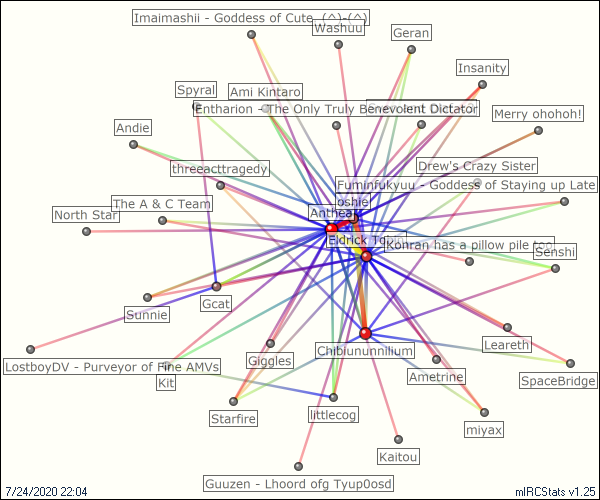 Imaimashii - Goddess of Cute. (^)-(^)
Washuu
Geran
Insanity
Spyral
Ami Kintaro
Entharion - The Only Truly Benevolent Dictator
Merry ohohoh!
Andie
threeacttragedy
Drew's Crazy Sister
Fuminfukyuu - Goddess of Staying up Late
The A & C Team
oshie
North Star
Anthea
Eldrick
Konran has a pillow pile too
Senshi
Gcat
Sunnie
Leareth
Chibiununnilium
Giggles
LostboyDV - Purveyor of Fine AMVs
Ametrine
SpaceBridge
Kit
Starfire
littlecog
miyax
Kaitou
Guuzen - Lhoord ofg Tyup0osd
7/24/2020 22:04
mIRCStats v1.25